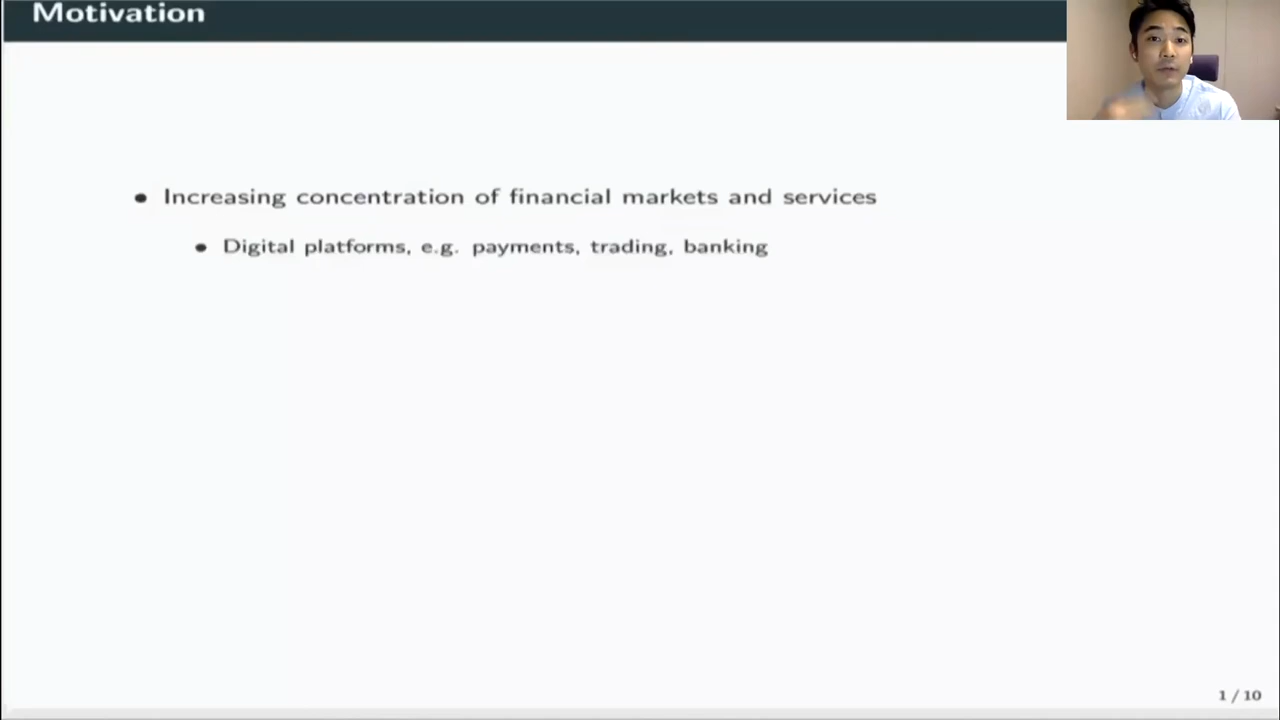 Motivation
• Increasing concentration of financial markets and services
• Digital platforms, e.g. payments, trading, banking
1 / 10